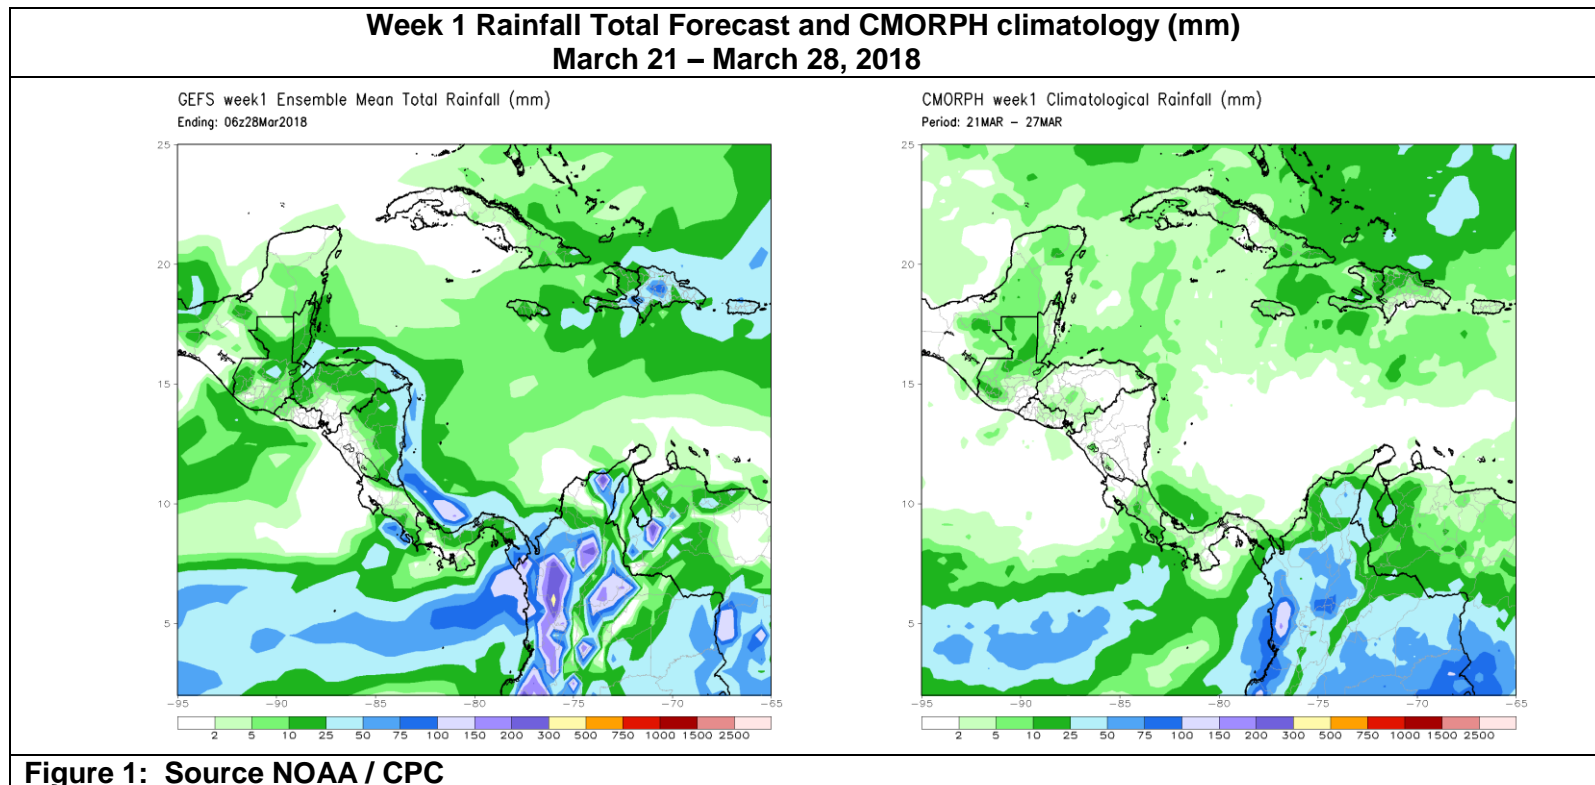 Week 1 Rainfall Total Forecast and CMORPH climatology (mm)
March 21 – March 28, 2018
GEFS week1 Ensemble Mean Total Rainfall (mm)
Ending: 06z28Mar2018
25
20
15
10
5
-95 -90 -85 -80 -75 -70 -65
2 5 10 25 50 75 100 150 200 300 500 750 1000 1500 2500
CMORPH week1 Climatological Rainfall (mm)
Period: 21MAR – 27MAR
25
20
15
10
5
-95 -90 -85 -80 -75 -70 -65
2 5 10 25 50 75 100 150 200 300 500 750 1000 1500 2500
Figure 1: Source NOAA / CPC